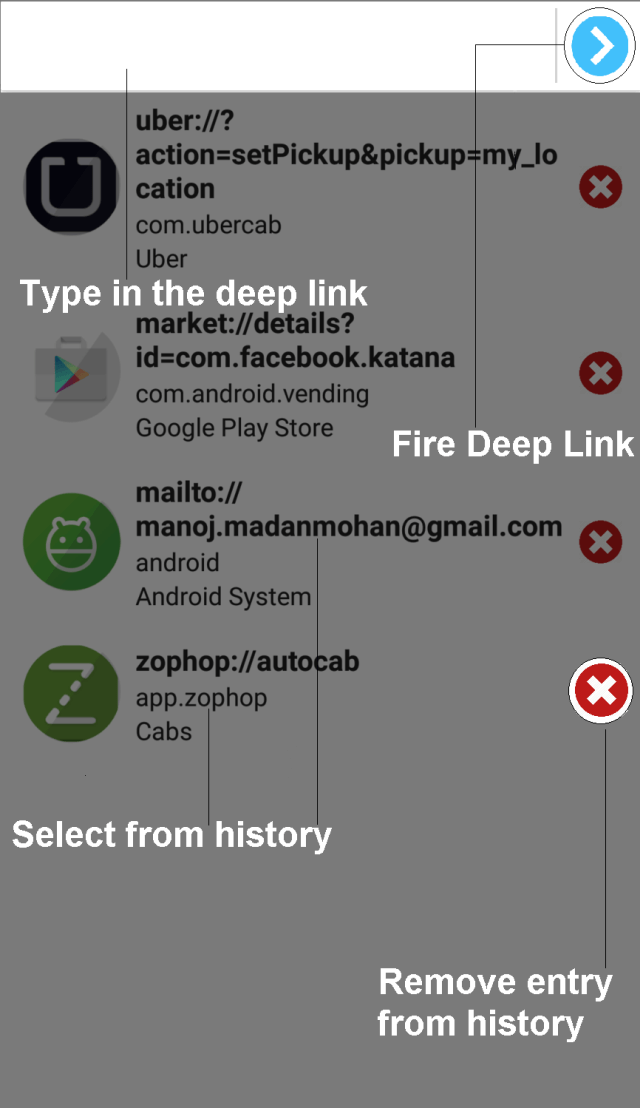 uber://?
action=setPickup&pickup=my_lo
cation
com.ubercab
Uber
Type in the deep link
market://details?
id=com.facebook.katana
com.android.vending
Google Play Store
Fire Deep Link
mailto://
manoj.madanmohan@gmail.com
android
Android System
zophop://autocab
app.zophop
Cabs
Select from history
Remove entry
from history